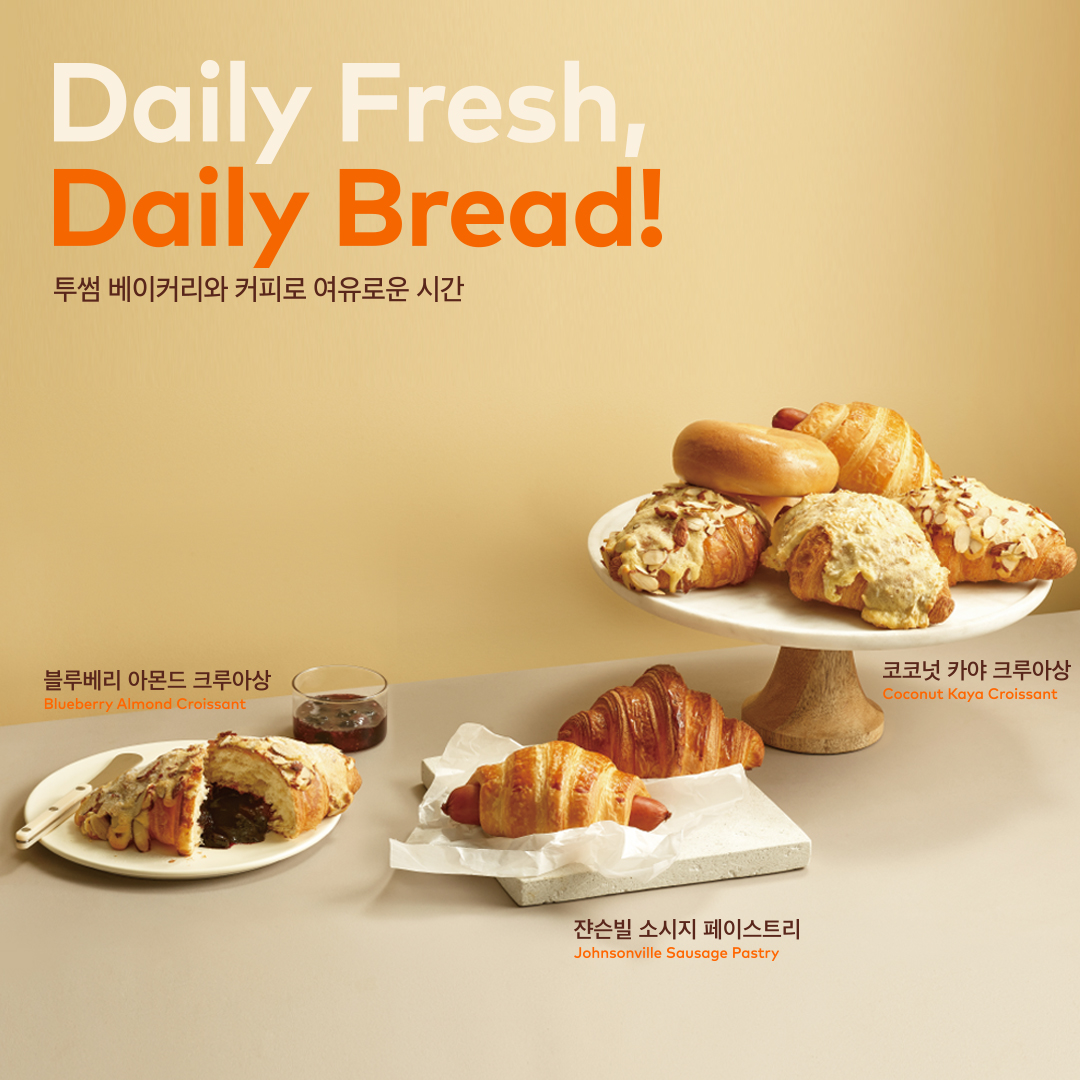 Daily Fresh,
Daily Bread!
투썸 베이커리와 커피로 여유로운 시간
블루베리 아몬드 크루아상
Blueberry Almond Croissant
코코넛 카야 크루아상
Coconut Kaya Croissant
쟌슨빌 소시지 페이스트리
Johnsonville Sausage Pastry